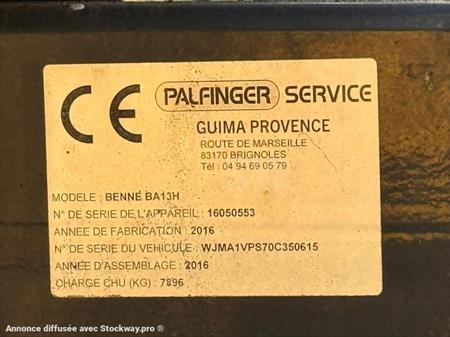 CE PALFINGER SERVICE
GUIMA PROVENCE
ROUTE DE MARSEILLE
83170 BRIGNOLES
Tél : 04 94 69 05 79
MODELE : BENNE BA13H
N° DE SERIE DE L'APPAREIL : 16050553
ANNEE DE FABRICATION : 2016
N° DE SERIE DU VEHICULE : WJMA1VPS70C350615
ANNEE D'ASSEMBLAGE : 2016
CHARGE CHU (KG) : 7896
Annonce diffusée avec Stockway.pro ®